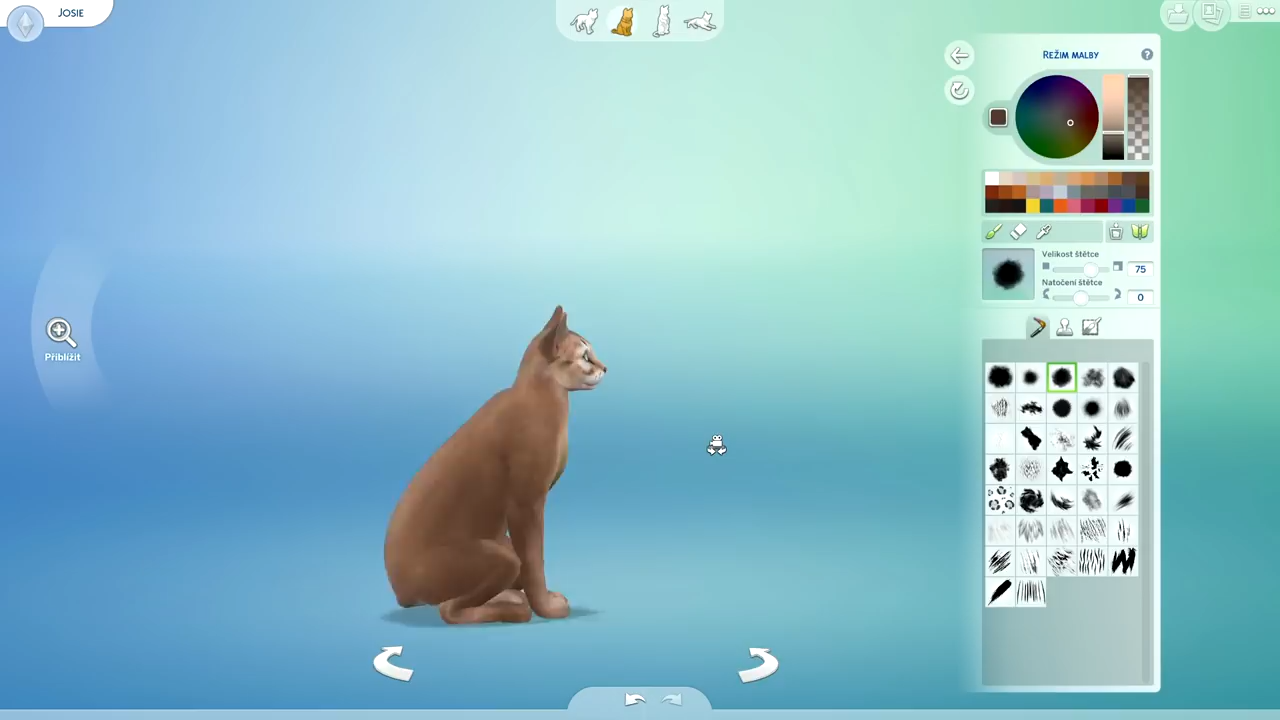 JOSIE
REŽIM MALBY
?
Velikost štětce
75
Natočení štětce
0
Přiblížit